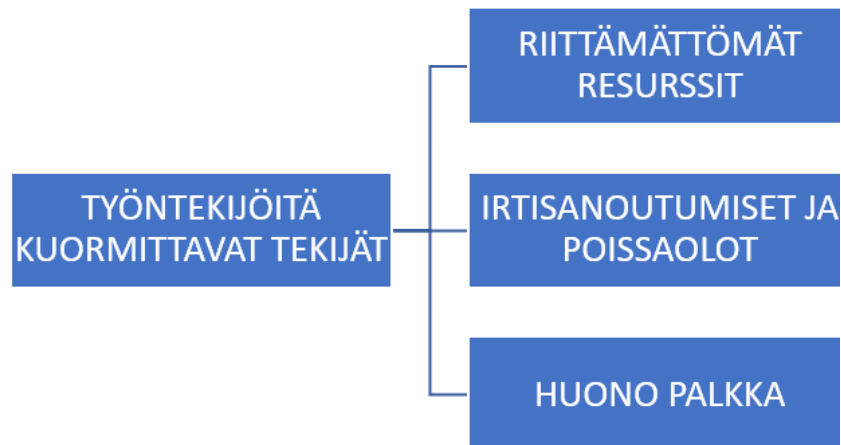 TYÖNTEKIJÖITÄ
KUORMITTAVAT TEKIJÄT
RIITTÄMÄTTÖMÄT
RESURSSIT
IRTISANOUTUMISET JA
POISSAOLOT
HUONO PALKKA